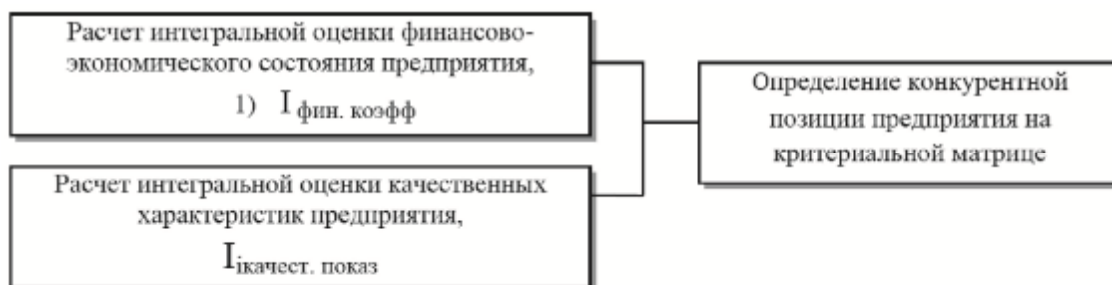 Расчет интегральной оценки финансово-
экономического состояния предприятия,
1) I фин. коэфф
Расчет интегральной оценки качественных
характеристик предприятия,
I iкачест. показ
Определение конкурентной
позиции предприятия на
критериальной матрице